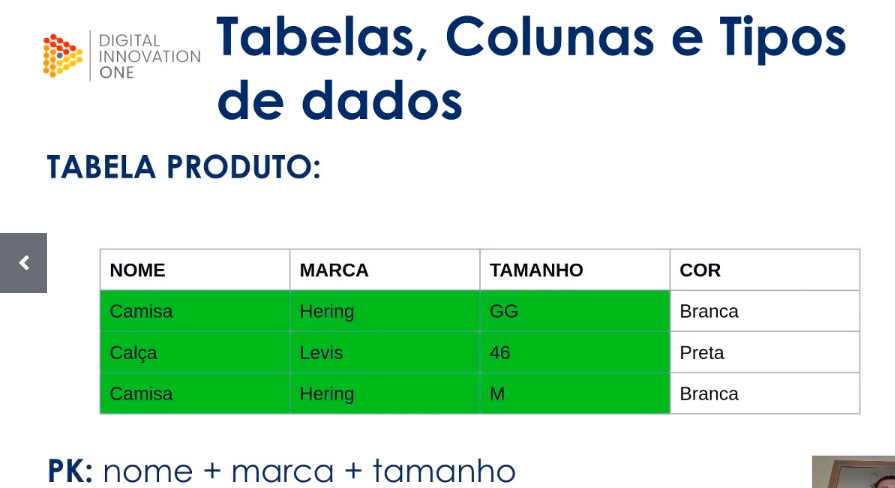 DIGITAL
INNOVATION
ONE
Tabelas, Colunas e Tipos
de dados
TABELA PRODUTO:
NOME MARCA TAMANHO COR
Camisa Hering GG Branca
Calça Levis 46 Preta
Camisa Hering M Branca
PK: nome + marca + tamanho